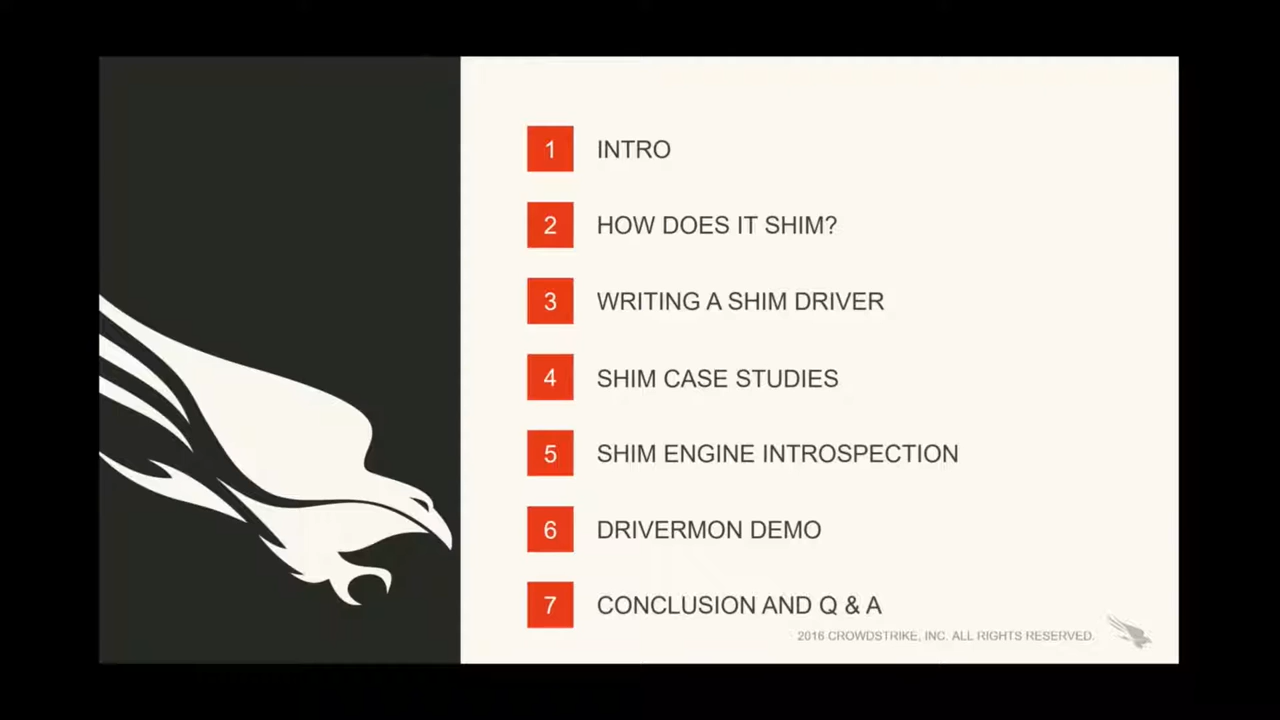 1 INTRO
2 HOW DOES IT SHIM?
3 WRITING A SHIM DRIVER
4 SHIM CASE STUDIES
5 SHIM ENGINE INTROSPECTION
6 DRIVERMON DEMO
7 CONCLUSION AND Q & A
2016 CROWDSTRIKE, INC. ALL RIGHTS RESERVED.